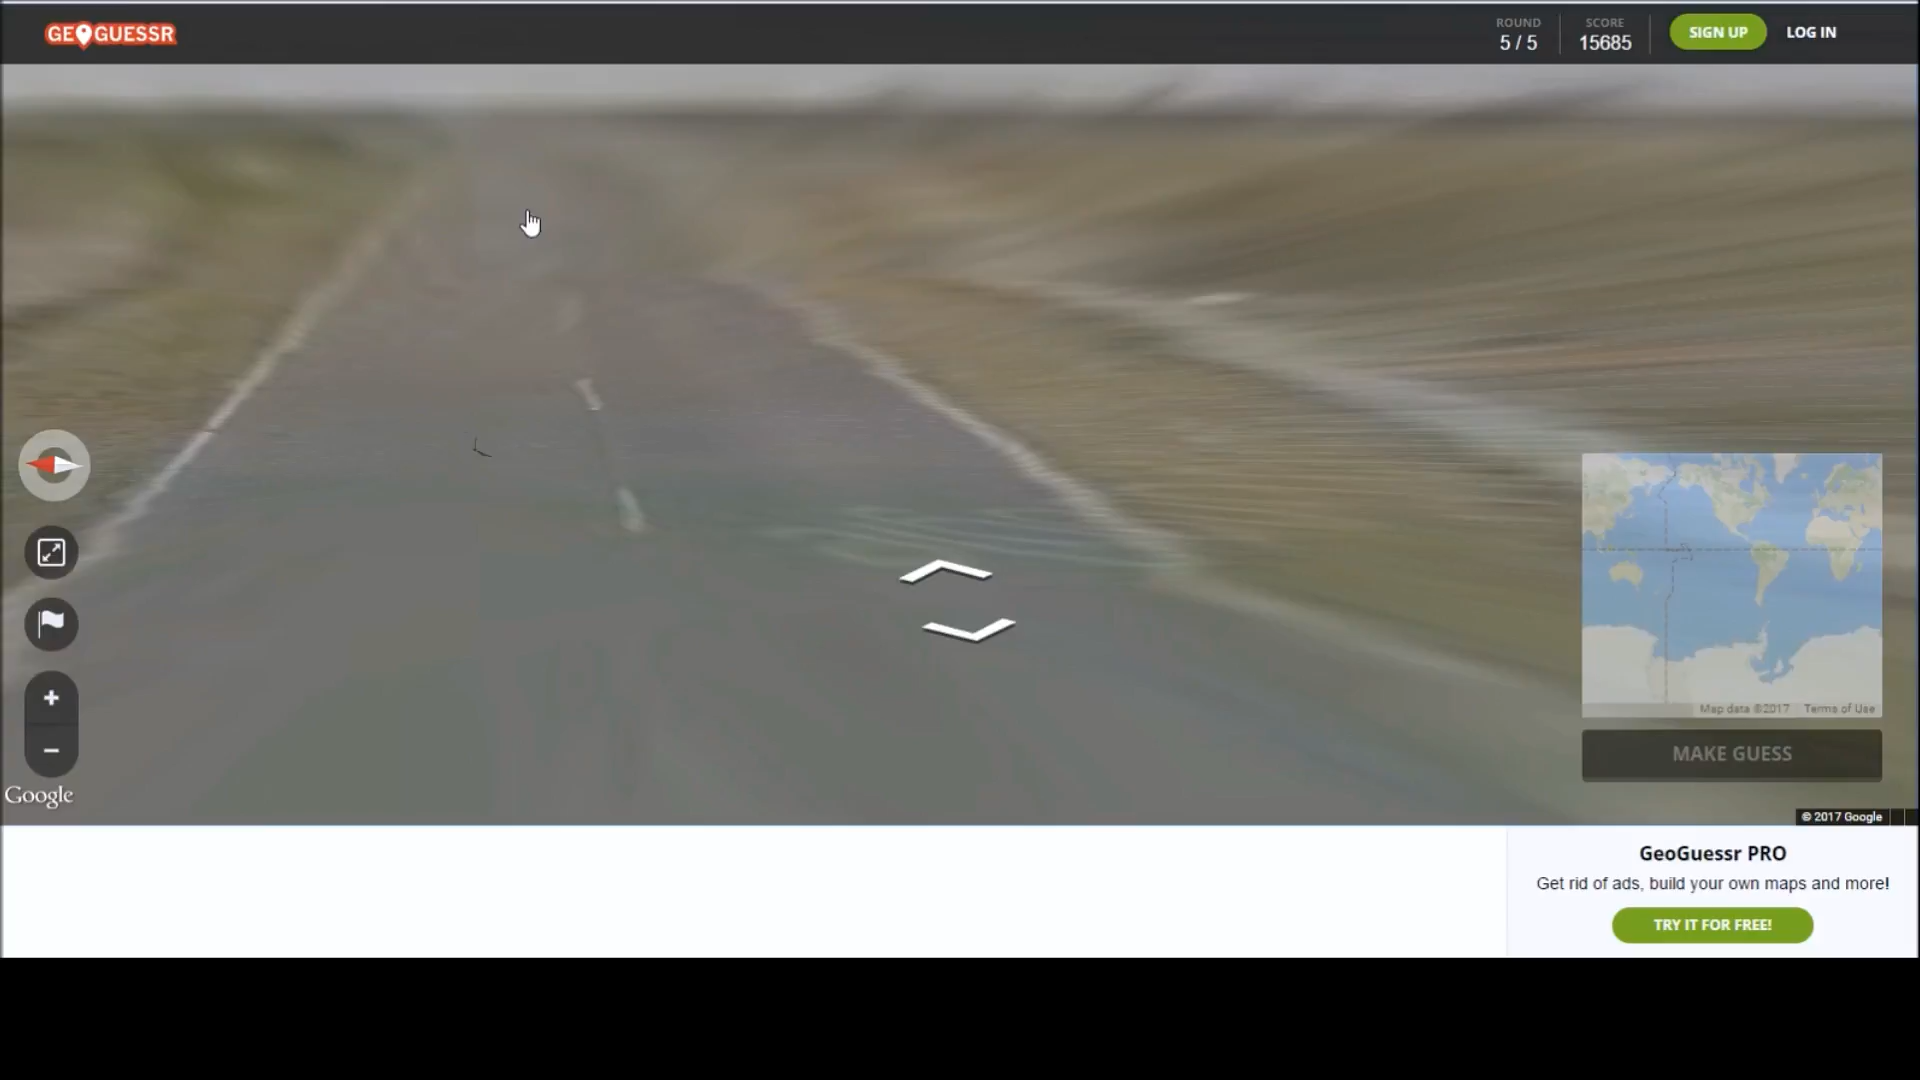 GEOGUESSR
ROUND
5 / 5
SCORE
15685
SIGN UP
LOG IN
Map data ©2017 Terms of Use
MAKE GUESS
Google
© 2017 Google
GeoGuessr PRO
Get rid of ads, build your own maps and more!
TRY IT FOR FREE!